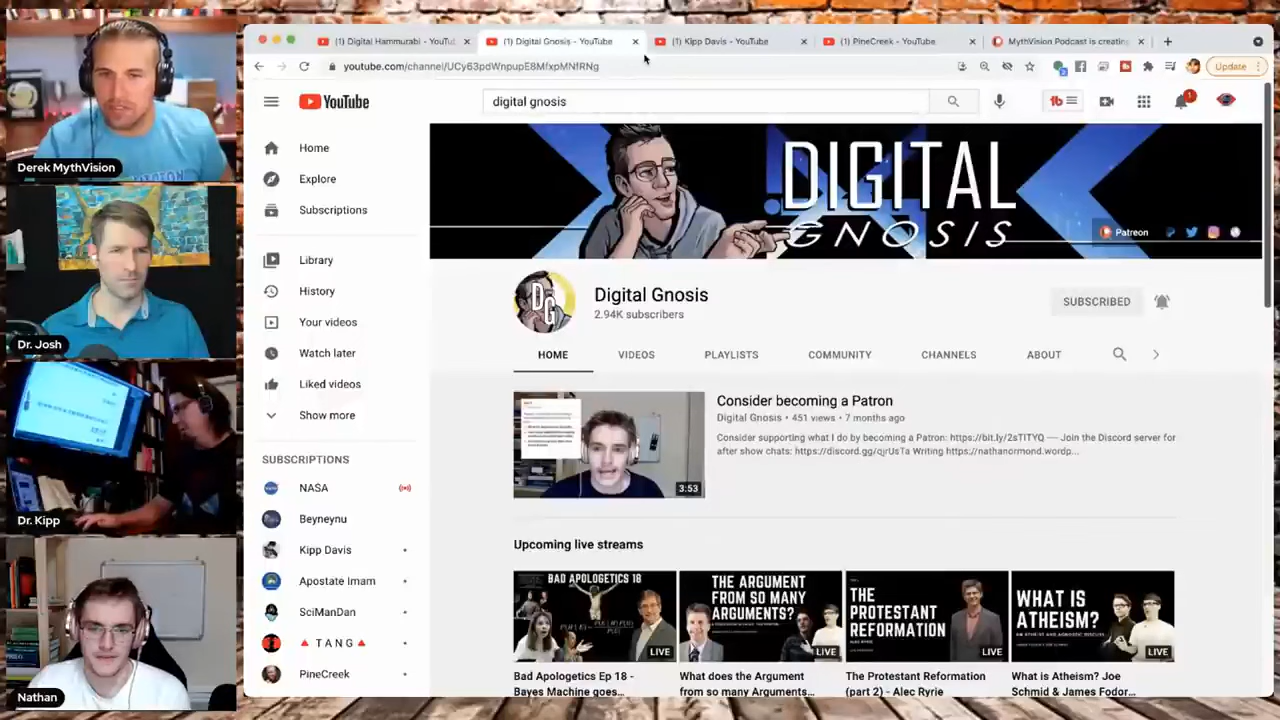 Derek MythVision
Dr. Josh
Dr. Kipp
Nathan
(1) Digital Hammurabi - YouTu
(1) Digital Gnosis - YouTube
(1) Kipp Davis - YouTube
(1) PineCreek - YouTube
MythVision Podcast is creating
youtube.com/channel/UCy63pdWnpupE8MfxpMNfRNg
Update
YouTube
digital gnosis
1
Home
Explore
Subscriptions
Library
History
Your videos
Watch later
Liked videos
Show more
SUBSCRIPTIONS
NASA
Beyneynu
Kipp Davis
Apostate Imam
SciManDan
TANG
PineCreek
DIGITAL
GNOSIS
Patreon
DG
Digital Gnosis
2.94K subscribers
SUBSCRIBED
HOME
VIDEOS
PLAYLISTS
COMMUNITY
CHANNELS
ABOUT
3:53
Consider becoming a Patron
Digital Gnosis • 451 views • 7 months ago
Consider supporting what I do by becoming a Patron: https://bit.ly/2sTITYQ ---- Join the Discord server for
after show chats: https://discord.gg/qjrUsTa Writing https://nathanormond.wordp...
Upcoming live streams
BAD APOLOGETICS 18
LIVE
THE
ARGUMENT
FROM SO MANY
ARGUMENTS?
LIVE
THE
PROTESTANT
REFORMATION
LIVE
WHAT IS
ATHEISM?
LIVE
Bad Apologetics Ep 18 -
Bayes Machine goes...
What does the Argument
from so many Arguments...
The Protestant Reformation
(part 2) - Alec Ryrie
What is Atheism? Joe
Schmid & James Fodor...